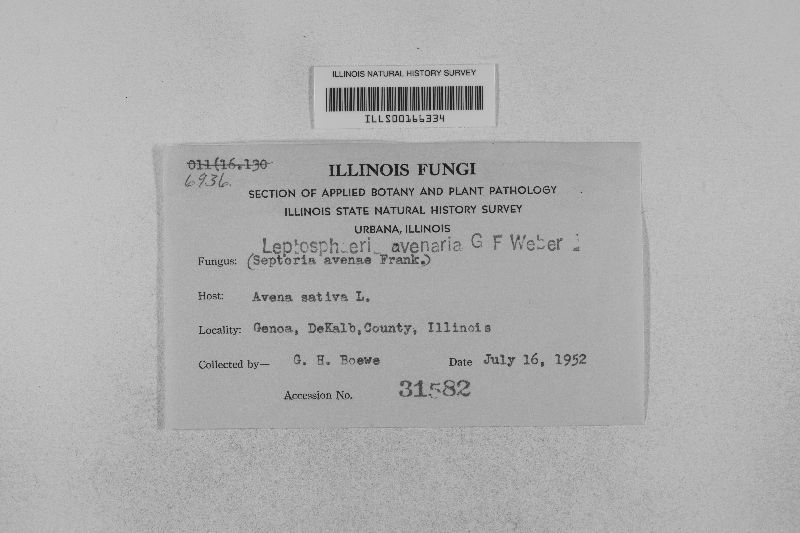 ILLINOIS NATURAL HISTORY SURVEY
ILLS00166334
011(16.130
6936.
ILLINOIS FUNGI
SECTION OF APPLIED BOTANY AND PLANT PATHOLOGY
ILLINOIS STATE NATURAL HISTORY SURVEY
URBANA, ILLINOIS
Leptosphaeria avenaria G F Weber
Fungus: (Septoria avenae Frank.)
Host: Avena sativa L.
Locality: Genoa, DeKalb,County, Illinois
Collected by— G. H. Boewe Date July 16, 1952
Accession No. 31582